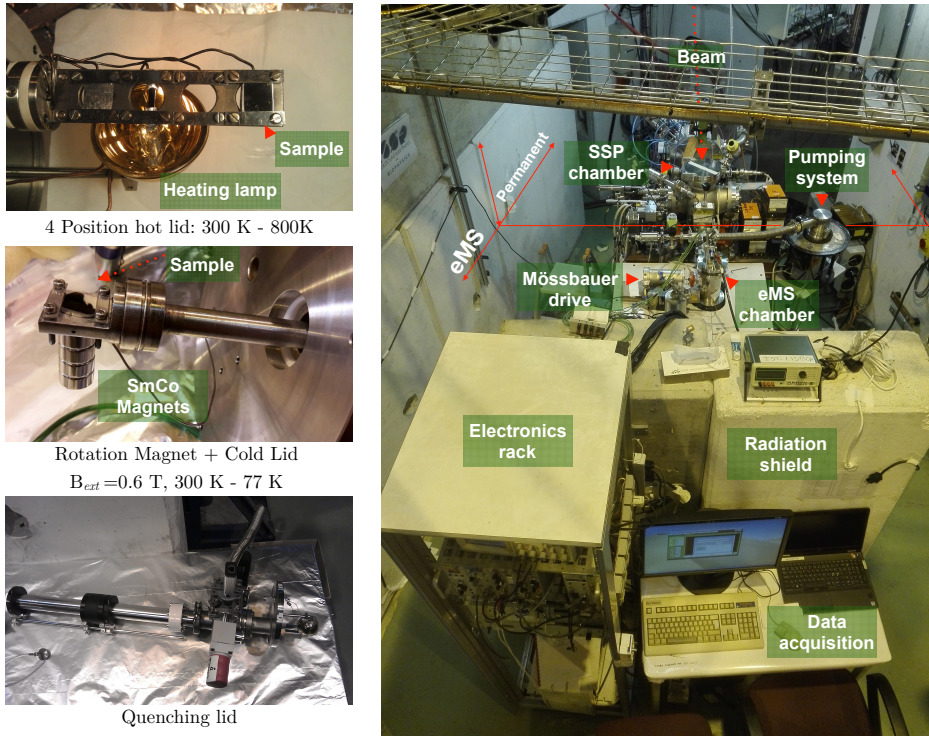 Sample
Heating lamp
4 Position hot lid: 300 K - 800K
Sample
SmCo
Magnets
Rotation Magnet + Cold Lid
Bext=0.6 T, 300 K - 77 K
Quenching lid
Beam
SSP
chamber
Pumping
system
Permanent
eMS
Mössbauer
drive
eMS
chamber
Electronics
rack
Radiation
shield
Data
acquisition